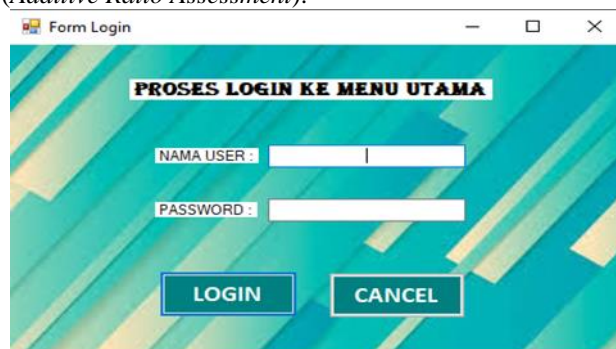 (Additive Ratio Assessment).
Form Login
PROSES LOGIN KE MENU UTAMA
NAMA USER :
PASSWORD :
LOGIN CANCEL